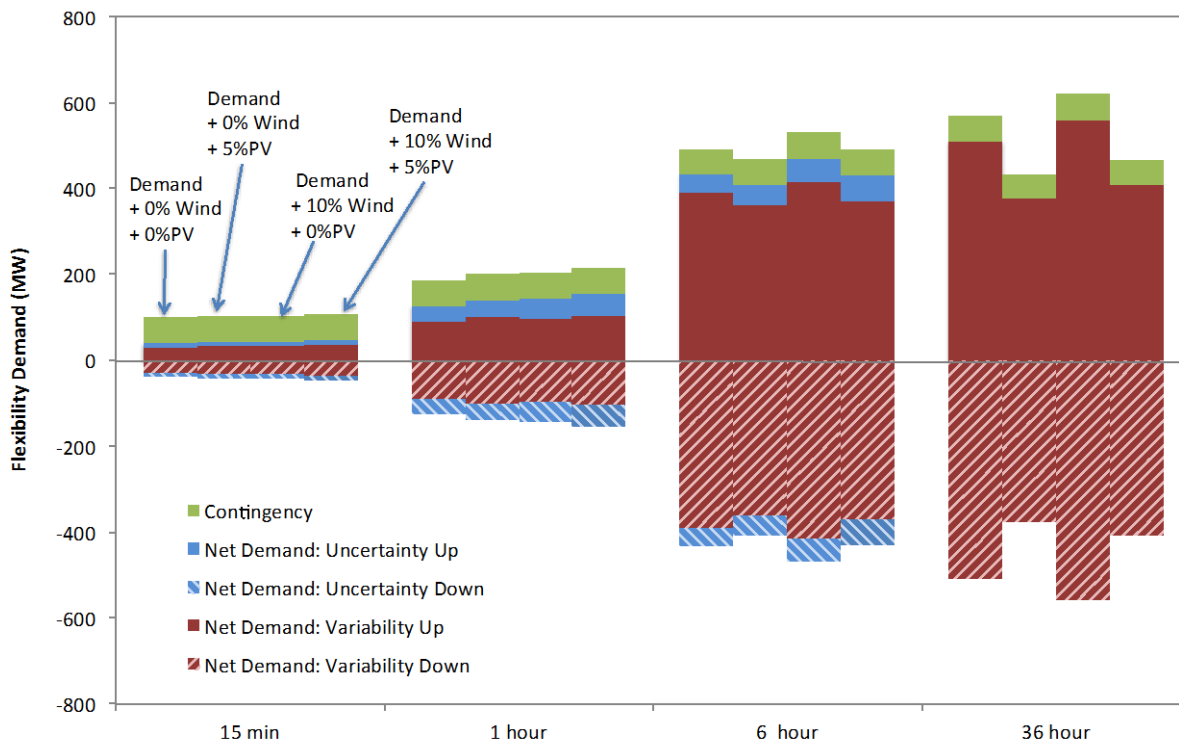 800
600
400
200
0
-200
-400
-600
-800
Flexibility Demand (MW)
Demand
+ 0% Wind
+ 0%PV
Demand
+ 0% Wind
+ 5%PV
Demand
+ 10% Wind
+ 0%PV
Demand
+ 10% Wind
+ 5%PV
Contingency
Net Demand: Uncertainty Up
Net Demand: Uncertainty Down
Net Demand: Variability Up
Net Demand: Variability Down
15 min
1 hour
6 hour
36 hour